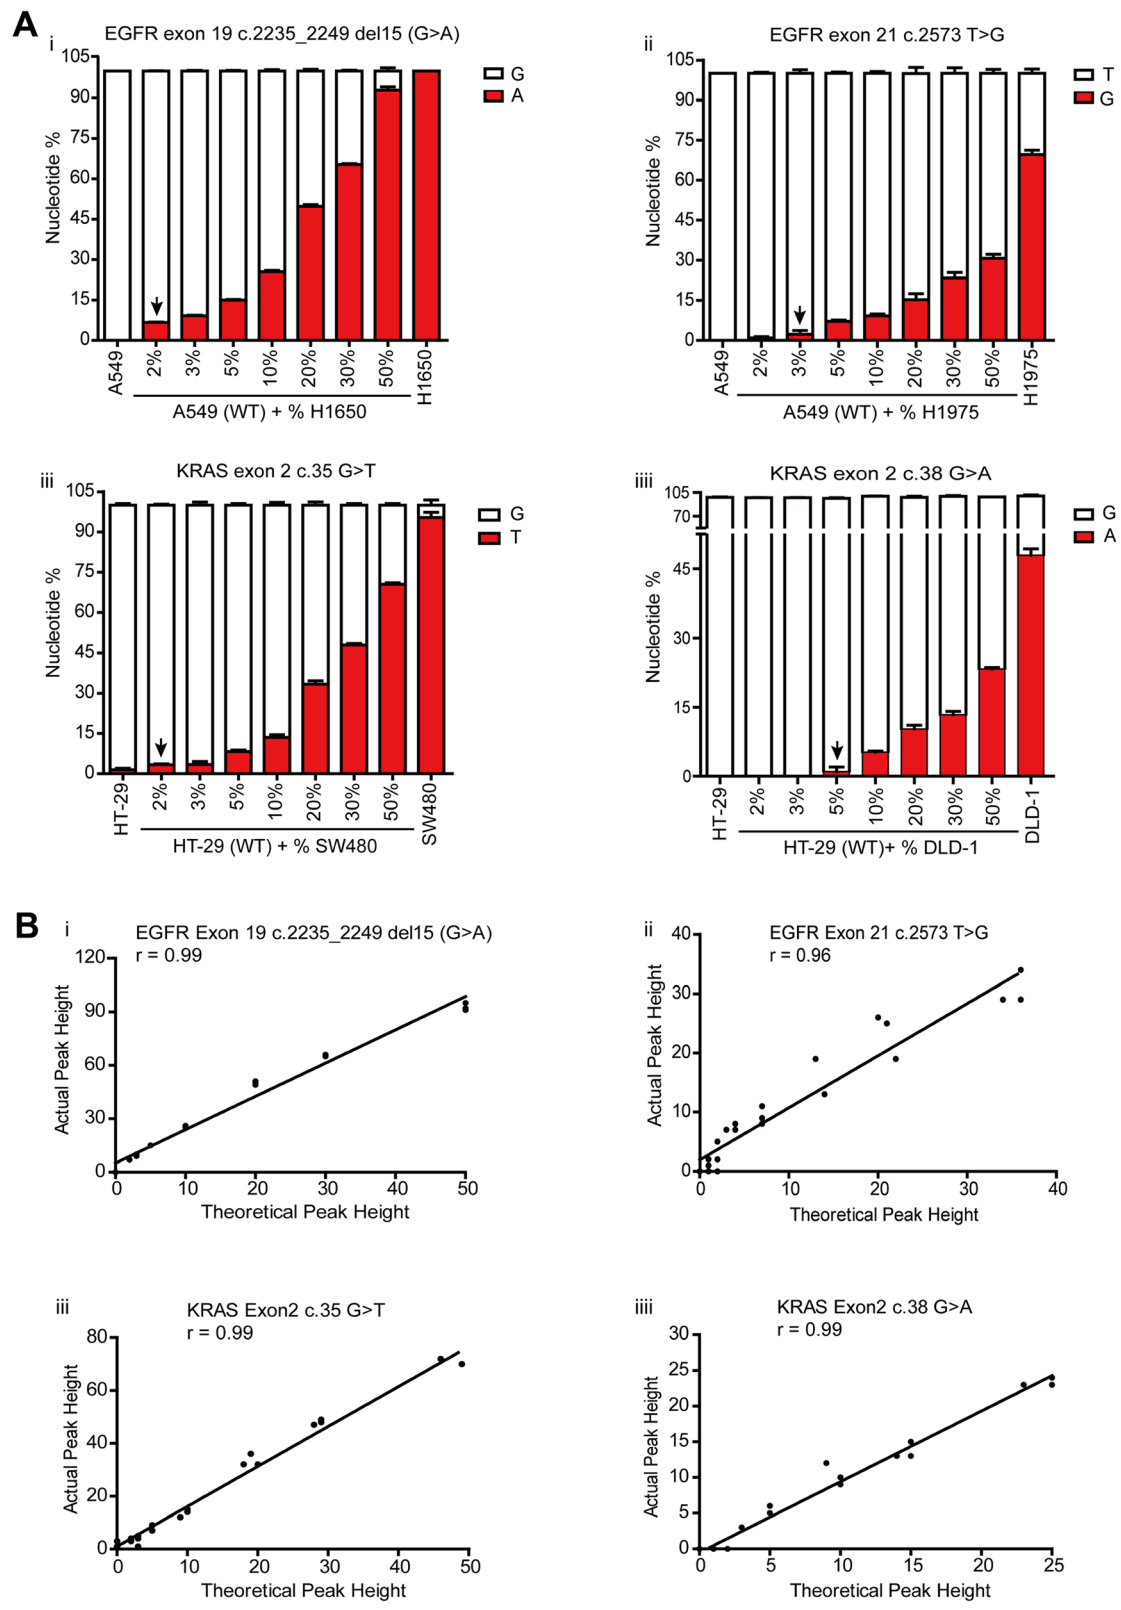 A
i
EGFR exon 19 c.2235_2249 del15 (G>A)
Nucleotide %
105
90
75
60
45
30
15
0
G
A
A549
2%
3%
5%
10%
20%
30%
50%
H1650
A549 (WT) + % H1650
ii
EGFR exon 21 c.2573 T>G
Nucleotide %
105
90
75
60
45
30
15
0
T
G
A549
2%
3%
5%
10%
20%
30%
50%
H1975
A549 (WT) + % H1975
iii
KRAS exon 2 c.35 G>T
Nucleotide %
105
90
75
60
45
30
15
0
G
T
HT-29
2%
3%
5%
10%
20%
30%
50%
SW480
HT-29 (WT) + % SW480
iiii
KRAS exon 2 c.38 G>A
Nucleotide %
105
70
45
30
15
0
G
A
HT-29
2%
3%
5%
10%
20%
30%
50%
DLD-1
HT-29 (WT)+ % DLD-1
B
i
EGFR Exon 19 c.2235_2249 del15 (G>A)
r = 0.99
Actual Peak Height
120
90
60
30
0
0 10 20 30 40 50
Theoretical Peak Height
ii
EGFR Exon 21 c.2573 T>G
r = 0.96
Actual Peak Height
40
30
20
10
0
0 10 20 30 40
Theoretical Peak Height
iii
KRAS Exon2 c.35 G>T
r = 0.99
Actual Peak Height
80
60
40
20
0
0 10 20 30 40 50
Theoretical Peak Height
iiii
KRAS Exon2 c.38 G>A
r = 0.99
Actual Peak Height
30
25
20
15
10
5
0
0 5 10 15 20 25
Theoretical Peak Height